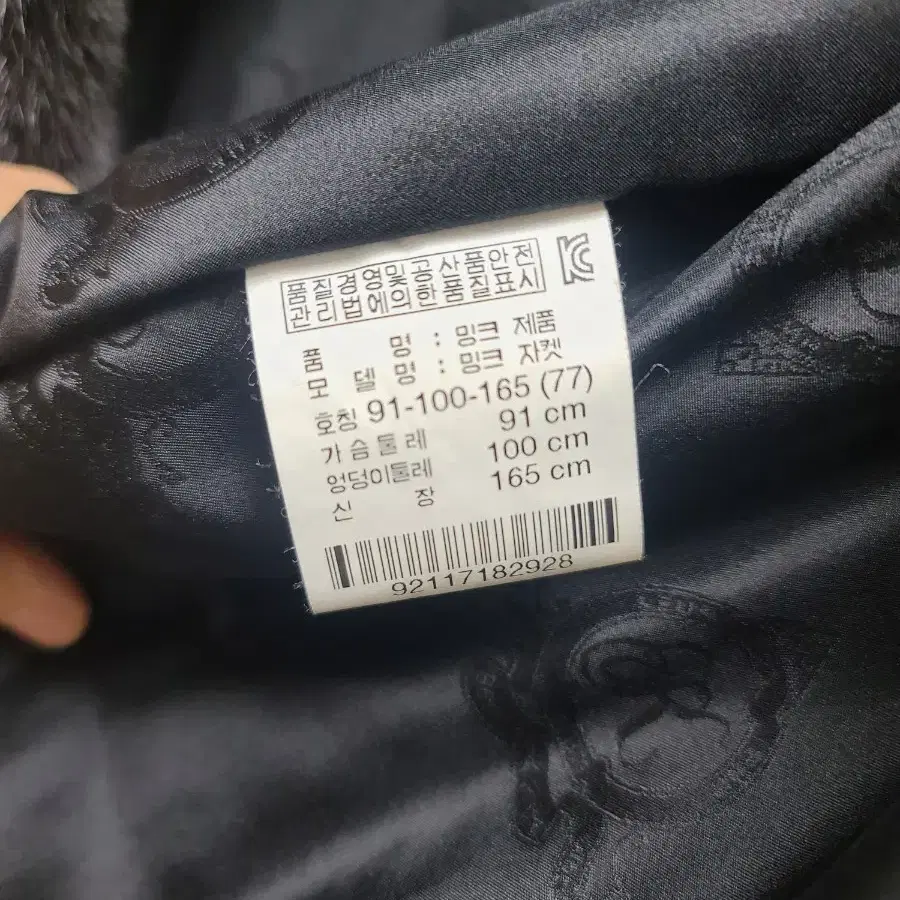 품질경영및공산품안전
관리법에의한품질표시
품 명 : 밍크 제품
모 델 명 : 밍크 자켓
호칭 91-100-165 (77)
가슴둘레 91 cm
엉덩이둘레 100 cm
신 장 165 cm
92117182928